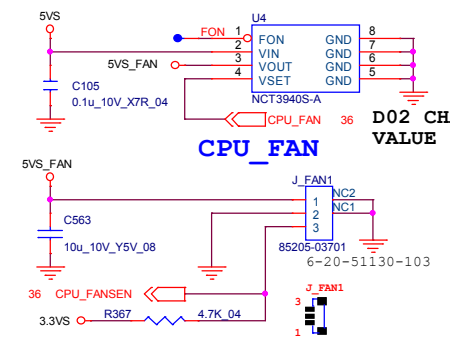 5VS
U4
FON
1
FON
GND
8
2
VIN
GND
7
5VS_FAN
3
VOUT
GND
6
4
VSET
GND
5
C105
0.1u_10V_X7R_04
NCT3940S-A
CPU_FAN 36
D02 CH
VALUE
CPU_FAN
5VS_FAN
J_FAN1
1
NC2
2
NC1
3
C563
10u_10V_Y5V_08
85205-03701
6-20-51130-103
36 CPU_FANSEN
J_FAN1
3
3.3VS
R367
4.7K_04
1